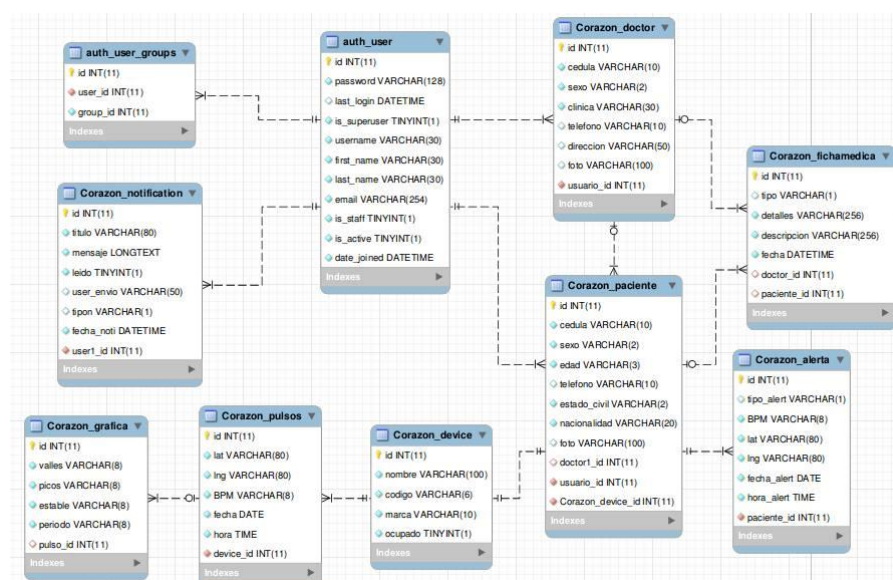 auth_user_groups
id INT(11)
user_id INT(11)
group_id INT(11)
Indexes
auth_user
id INT(11)
password VARCHAR(128)
last_login DATETIME
is_superuser TINYINT(1)
username VARCHAR(30)
first_name VARCHAR(30)
last_name VARCHAR(30)
email VARCHAR(254)
is_staff TINYINT(1)
is_active TINYINT(1)
date_joined DATETIME
Indexes
Corazon_doctor
id INT(11)
cedula VARCHAR(10)
sexo VARCHAR(2)
clinica VARCHAR(30)
telefono VARCHAR(10)
direccion VARCHAR(50)
foto VARCHAR(100)
usuario_id INT(11)
Indexes
Corazon_fichamedica
id INT(11)
tipo VARCHAR(1)
detalles VARCHAR(256)
descripcion VARCHAR(256)
fecha DATETIME
doctor_id INT(11)
paciente_id INT(11)
Indexes
Corazon_notification
id INT(11)
titulo VARCHAR(80)
mensaje LONGTEXT
leido TINYINT(1)
user_envio VARCHAR(50)
tipon VARCHAR(1)
fecha_noti DATETIME
user1_id INT(11)
Indexes
Corazon_paciente
id INT(11)
cedula VARCHAR(10)
sexo VARCHAR(2)
edad VARCHAR(3)
telefono VARCHAR(10)
estado_civil VARCHAR(2)
nacionalidad VARCHAR(20)
foto VARCHAR(100)
doctor1_id INT(11)
usuario_id INT(11)
Corazon_device_id INT(11)
Indexes
Corazon_alerta
id INT(11)
tipo_alert VARCHAR(1)
BPM VARCHAR(8)
lat VARCHAR(80)
lng VARCHAR(80)
fecha_alert DATE
hora_alert TIME
paciente_id INT(11)
Indexes
Corazon_grafica
id INT(11)
valles VARCHAR(8)
picos VARCHAR(8)
estable VARCHAR(8)
periodo VARCHAR(8)
pulso_id INT(11)
Indexes
Corazon_pulsos
id INT(11)
lat VARCHAR(80)
lng VARCHAR(80)
BPM VARCHAR(8)
fecha DATE
hora TIME
device_id INT(11)
Indexes
Corazon_device
id INT(11)
nombre VARCHAR(100)
codigo VARCHAR(6)
marca VARCHAR(10)
ocupado TINYINT(1)
Indexes